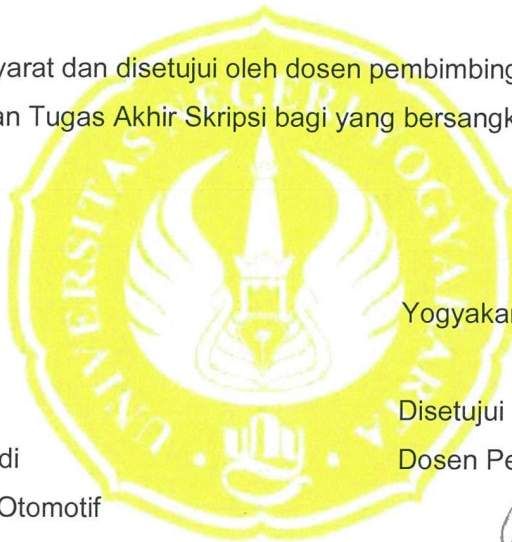 yarat dan disetujui oleh dosen pembimbing
an Tugas Akhir Skripsi bagi yang bersangk
UNIVERSITAS NEGERI YOGYAKARTA
Yogyakar
Disetujui
di
Dosen Pe
Otomotif